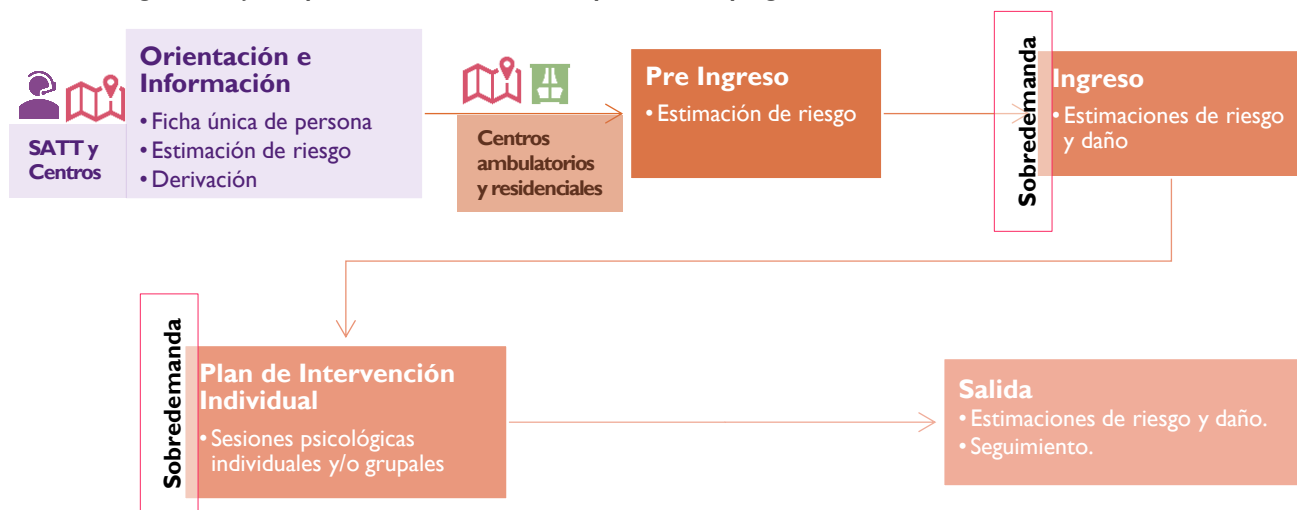 SATT y
Centros
Orientación e
Información
• Ficha única de persona
• Estimación de riesgo
• Derivación
Centros
ambulatorios
y residenciales
Pre Ingreso
• Estimación de riesgo
Sobredemanda
Ingreso
• Estimaciones de riesgo
y daño
Sobredemanda
Plan de Intervención
Individual
• Sesiones psicológicas
individuales y/o grupales
Salida
• Estimaciones de riesgo y daño.
• Seguimiento.